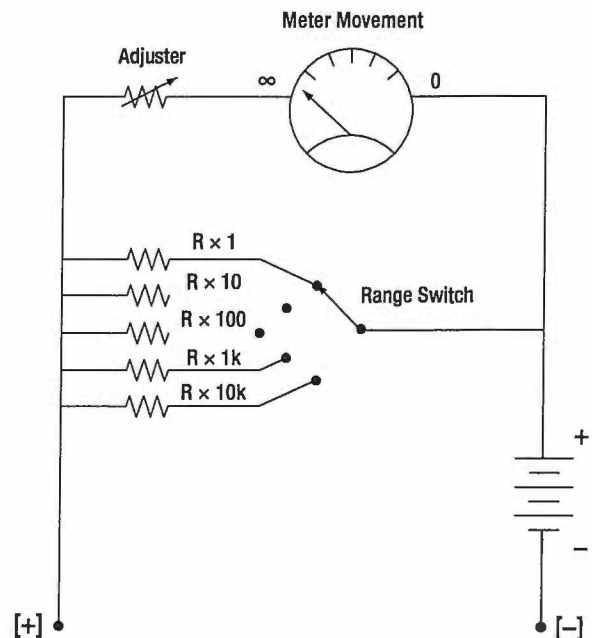 Meter Movement
Adjuster
∞
0
R × 1
R × 10
R × 100
R × 1k
R × 10k
Range Switch
+
−
[+]
[−]